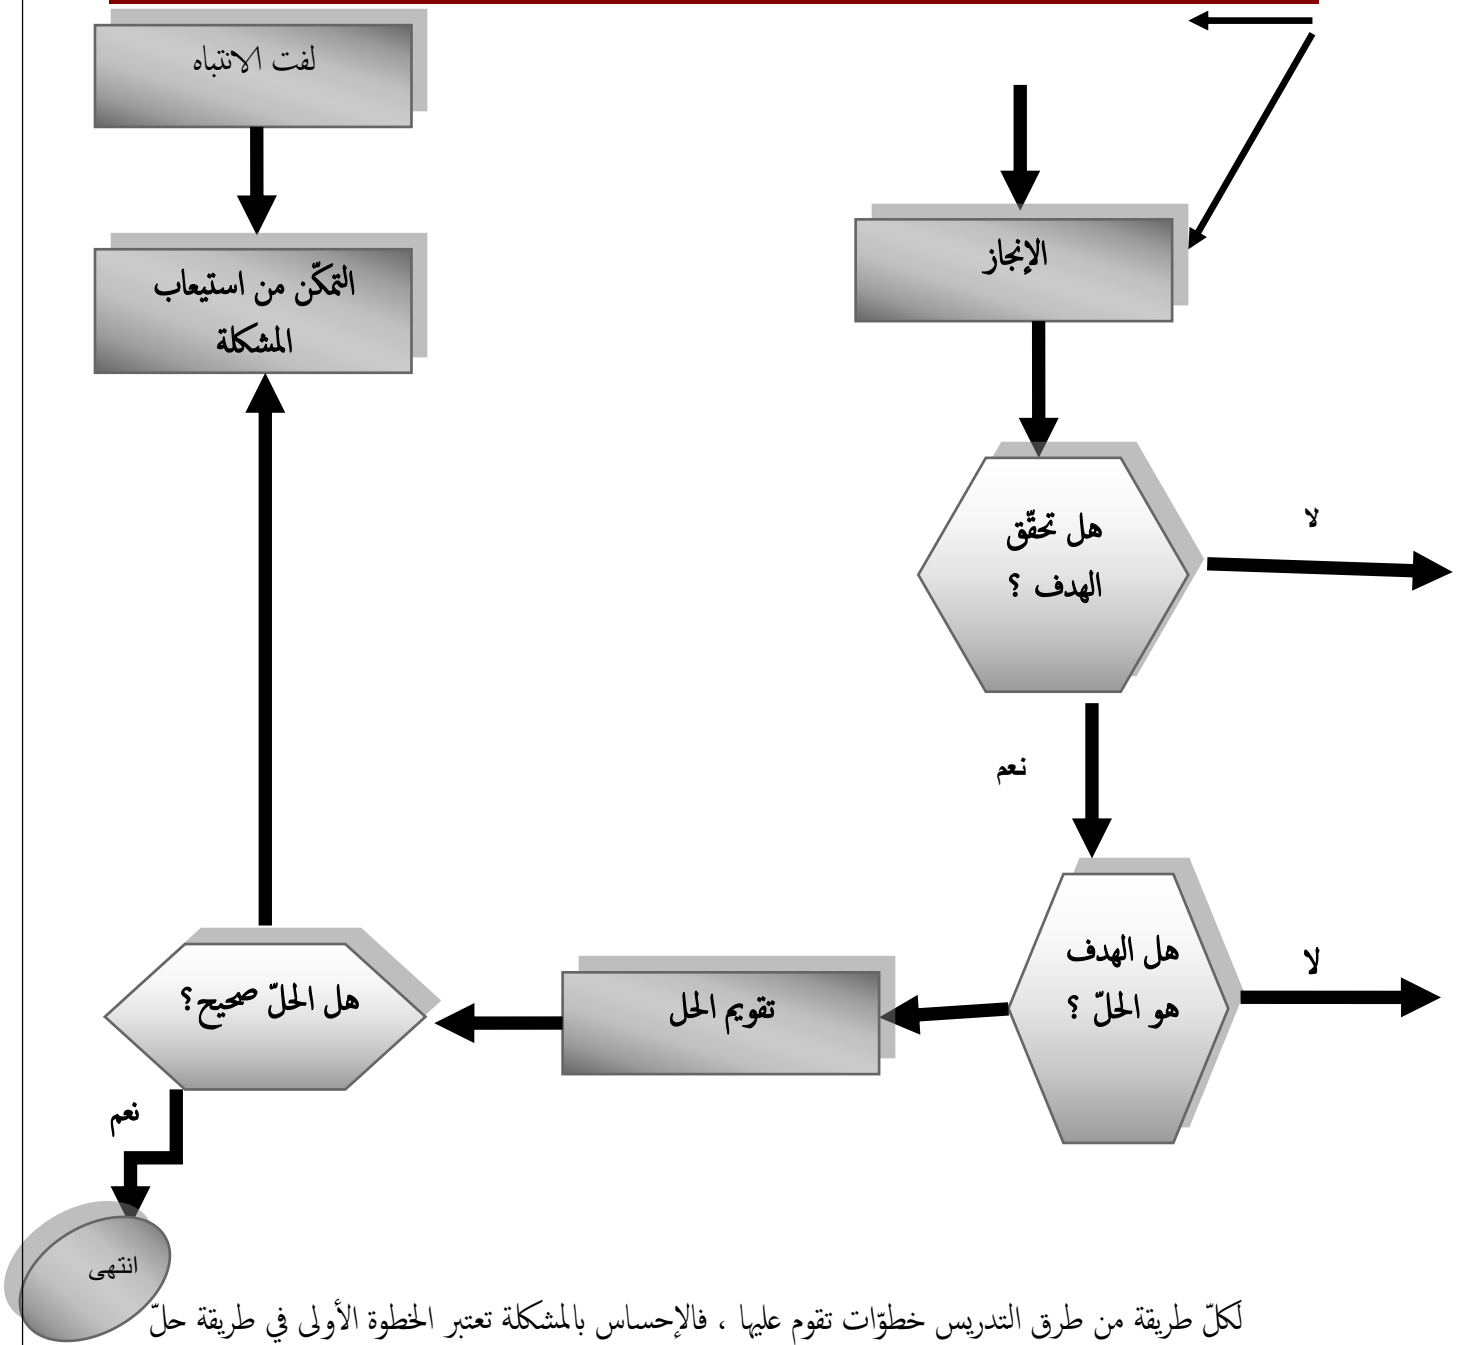 لفت الانتباه
الإنجاز
التمكّن من استيعاب
المشكلة
هل تحقّق
الهدف ؟
لا
نعم
هل الهدف
هو الحلّ ؟
لا
تقويم الحل
هل الحلّ صحيح؟
نعم
انتهى
لكلّ طريقة من طرق التدريس خطوّات تقوم عليها ، فالإحساس بالمشكلة تعتبر الخطوة الأولى في طريقة حلّ